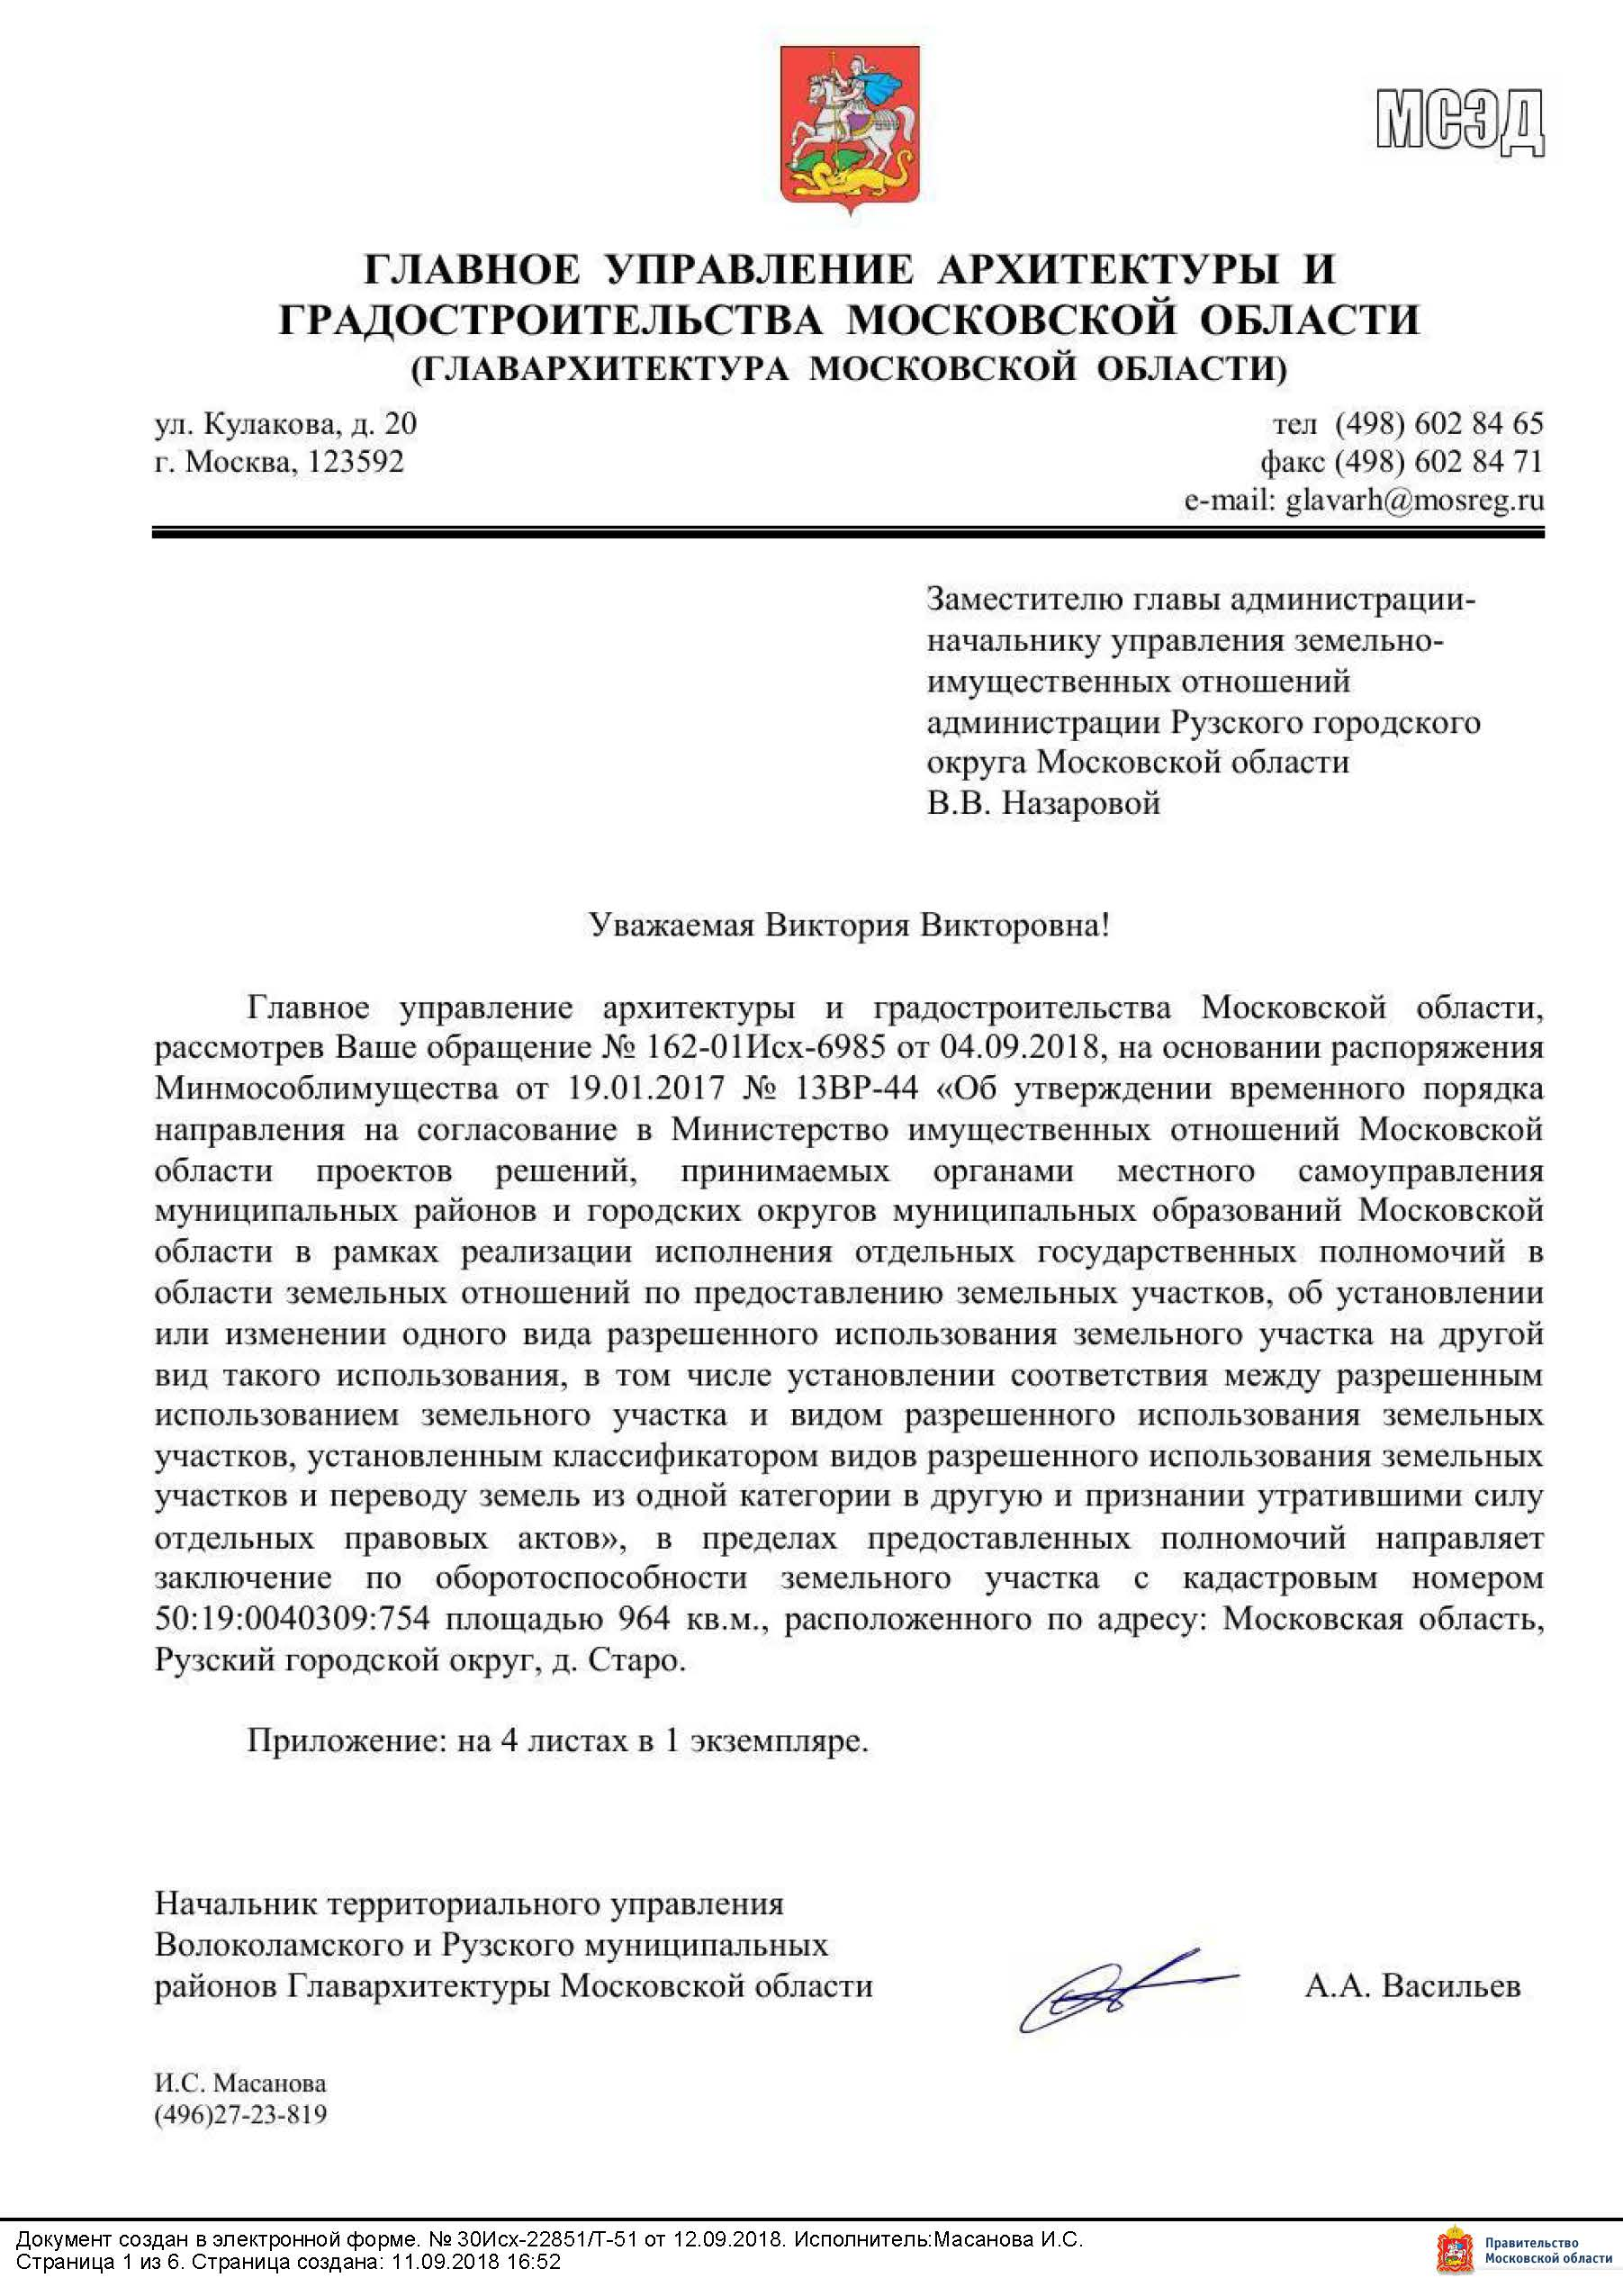 МСЭД
ГЛАВНОЕ УПРАВЛЕНИЕ АРХИТЕКТУРЫ И
ГРАДОСТРОИТЕЛЬСТВА МОСКОВСКОЙ ОБЛАСТИ
(ГЛАВАРХИТЕКТУРА МОСКОВСКОЙ ОБЛАСТИ)
ул. Кулакова, д. 20
г. Москва, 123592
тел (498) 602 84 65
факс (498) 602 84 71
e-mail: glavarh@mosreg.ru
Заместителю главы администрации-
начальнику управления земельно-
имущественных отношений
администрации Рузского городского
округа Московской области
В.В. Назаровой
Уважаемая Виктория Викторовна!
Главное управление архитектуры и градостроительства Московской области,
рассмотрев Ваше обращение № 162-01Исх-6985 от 04.09.2018, на основании распоряжения
Минмособлимущества от 19.01.2017 № 13ВР-44 «Об утверждении временного порядка
направления на согласование в Министерство имущественных отношений Московской
области проектов решений, принимаемых органами местного самоуправления
муниципальных районов и городских округов муниципальных образований Московской
области в рамках реализации исполнения отдельных государственных полномочий в
области земельных отношений по предоставлению земельных участков, об установлении
или изменении одного вида разрешенного использования земельного участка на другой
вид такого использования, в том числе установлении соответствия между разрешенным
использованием земельного участка и видом разрешенного использования земельных
участков, установленным классификатором видов разрешенного использования земельных
участков и переводу земель из одной категории в другую и признании утратившими силу
отдельных правовых актов», в пределах предоставленных полномочий направляет
заключение по оборотоспособности земельного участка с кадастровым номером
50:19:0040309:754 площадью 964 кв.м., расположенного по адресу: Московская область,
Рузский городской округ, д. Старо.
Приложение: на 4 листах в 1 экземпляре.
Начальник территориального управления
Волоколамского и Рузского муниципальных
районов Главархитектуры Московской области
А.А. Васильев
И.С. Масанова
(496)27-23-819
Документ создан в электронной форме. № 30Исх-22851/Т-51 от 12.09.2018. Исполнитель:Масанова И.С.
Страница 1 из 6. Страница создана: 11.09.2018 16:52
Правительство
Московской области